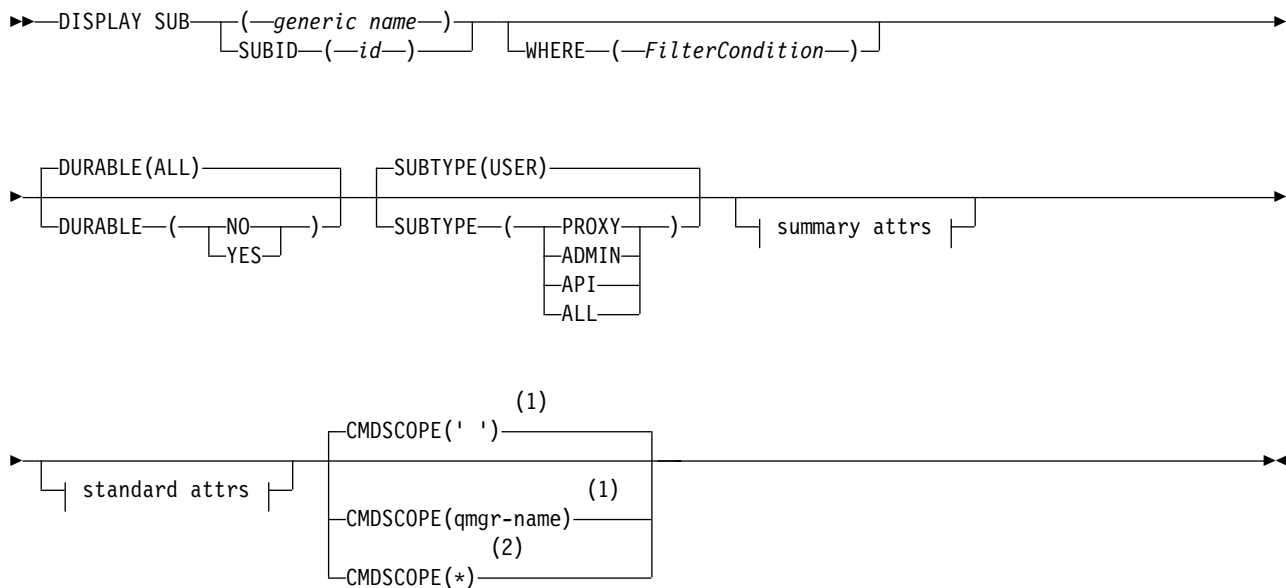 DISPLAY SUB ( generic name )
SUBID ( id )
WHERE ( FilterCondition )
DURABLE(ALL)
DURABLE ( NO )
YES
SUBTYPE(USER)
SUBTYPE ( PROXY )
ADMIN
API
ALL
summary attrs
standard attrs
(1)
CMDSCOPE(' ')
(1)
CMDSCOPE(qmgr-name)
(2)
CMDSCOPE(*)